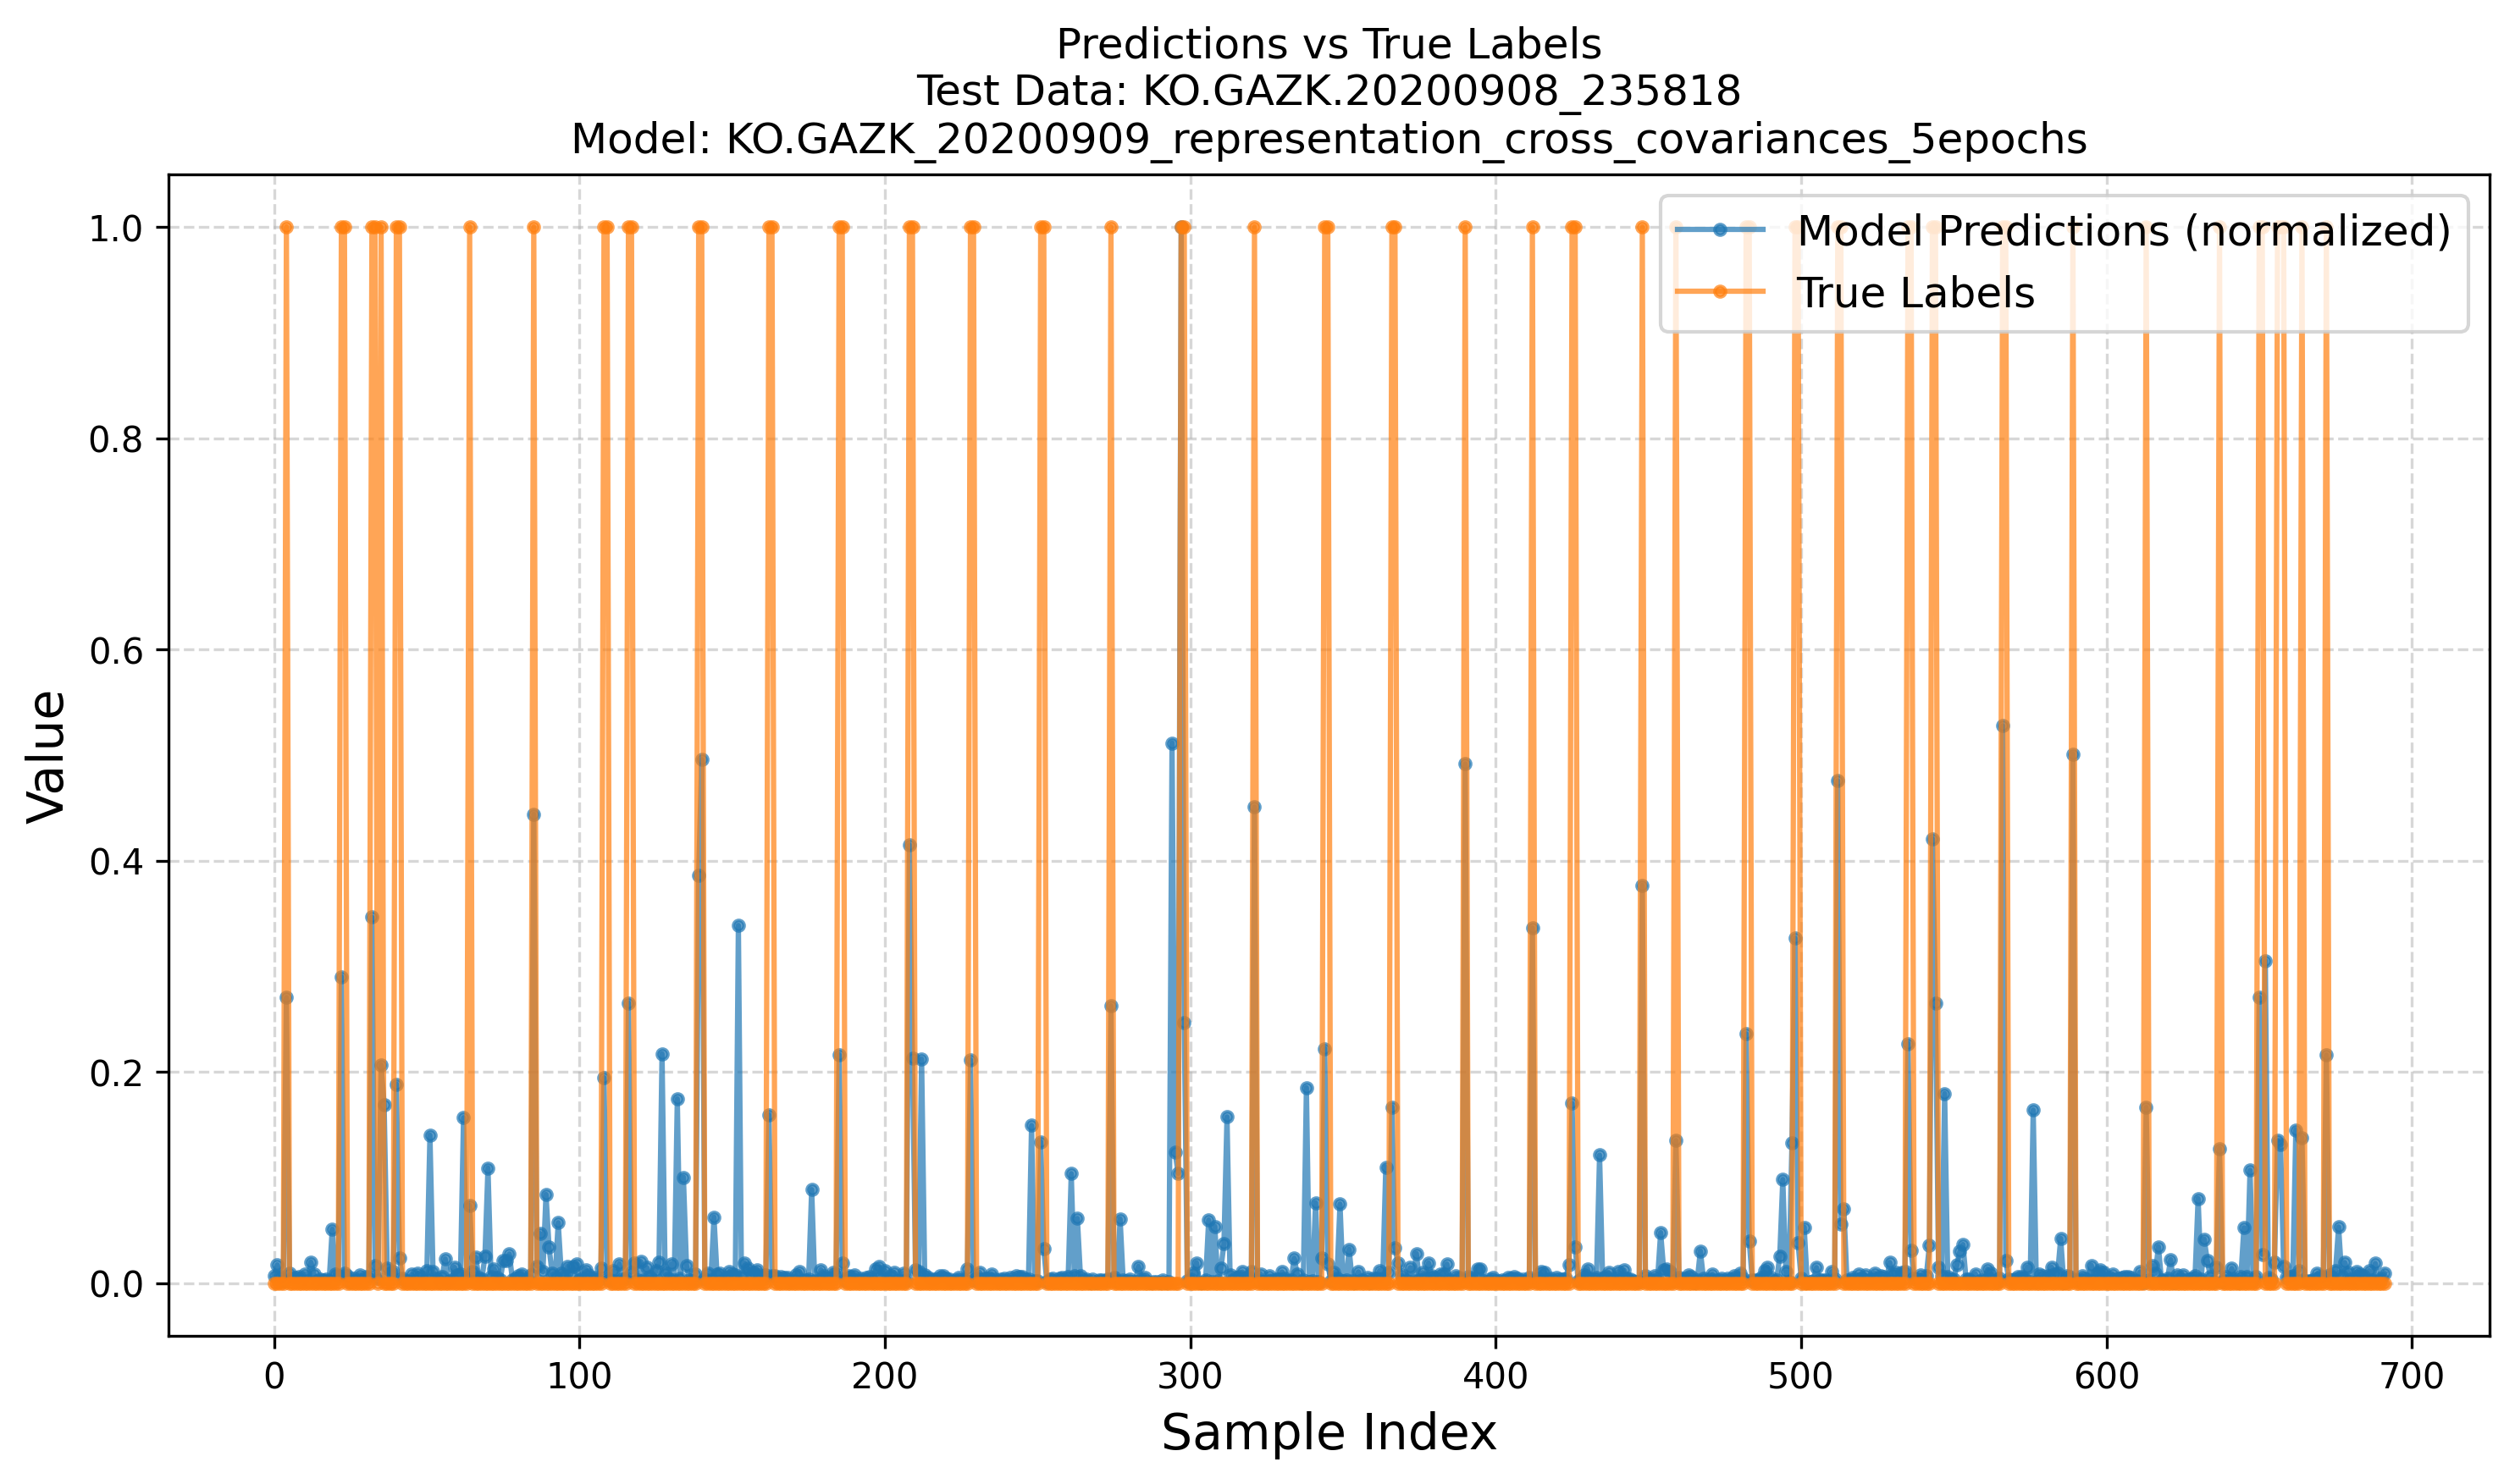 Predictions vs True Labels
Test Data: KO.GAZK.20200908_235818
Model: KO.GAZK_20200909_representation_cross_covariances_5epochs
1.0
0.8
0.6
0.4
0.2
0.0
Value
Model Predictions (normalized)
True Labels
0 100 200 300 400 500 600 700
Sample Index